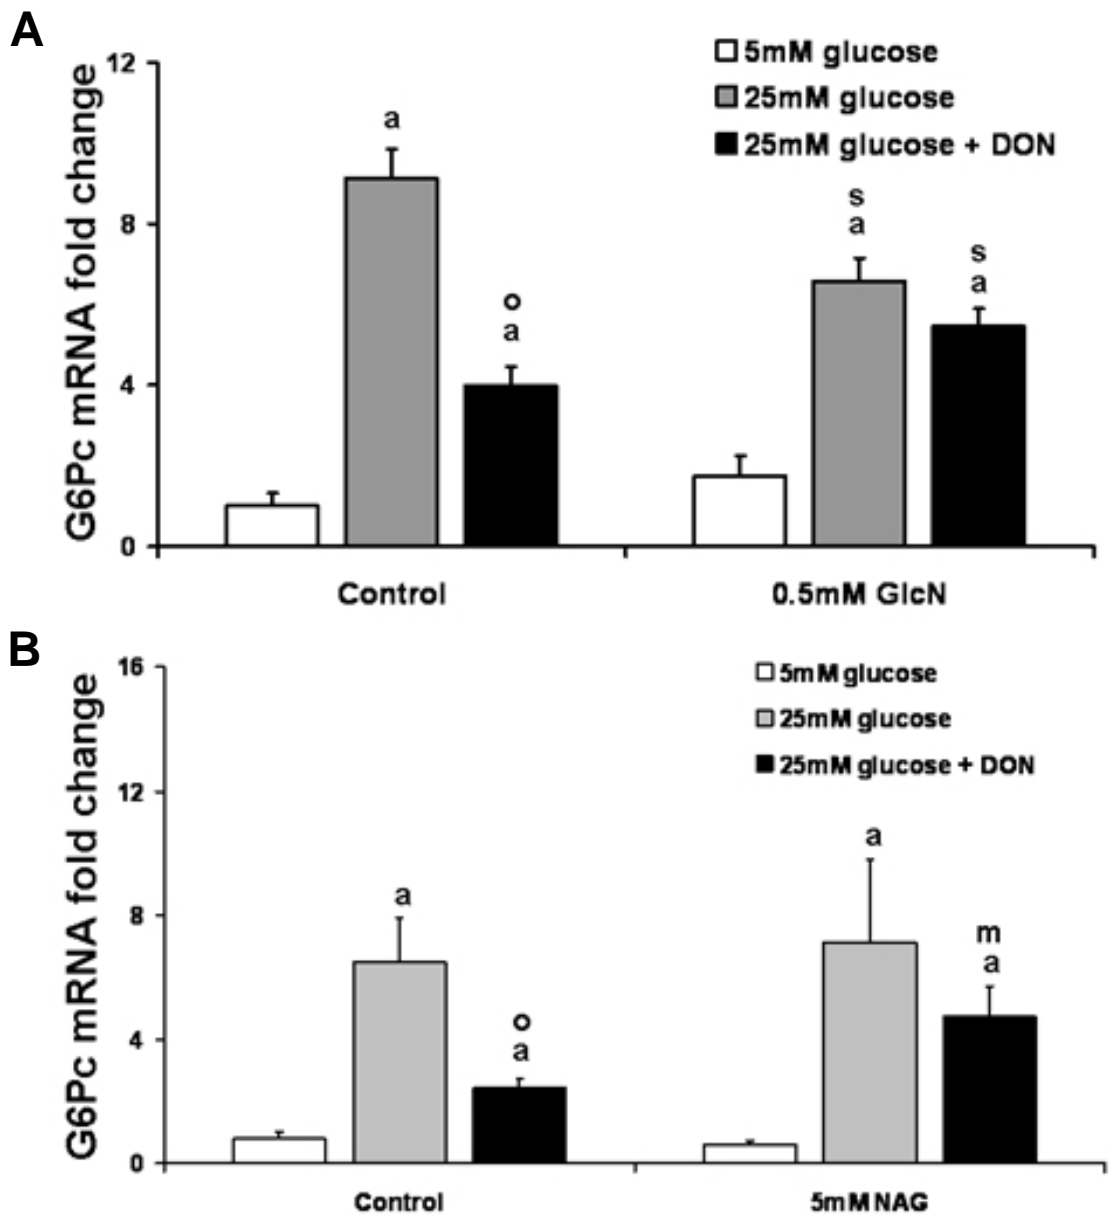 A
G6Pc mRNA fold change
12
8
4
0
5mM glucose
25mM glucose
25mM glucose + DON
a
o
a
s
a
s
a
Control
0.5mM GlcN
B
G6Pc mRNA fold change
16
12
8
4
0
5mM glucose
25mM glucose
25mM glucose + DON
a
o
a
a
m
a
Control
5mM NAG